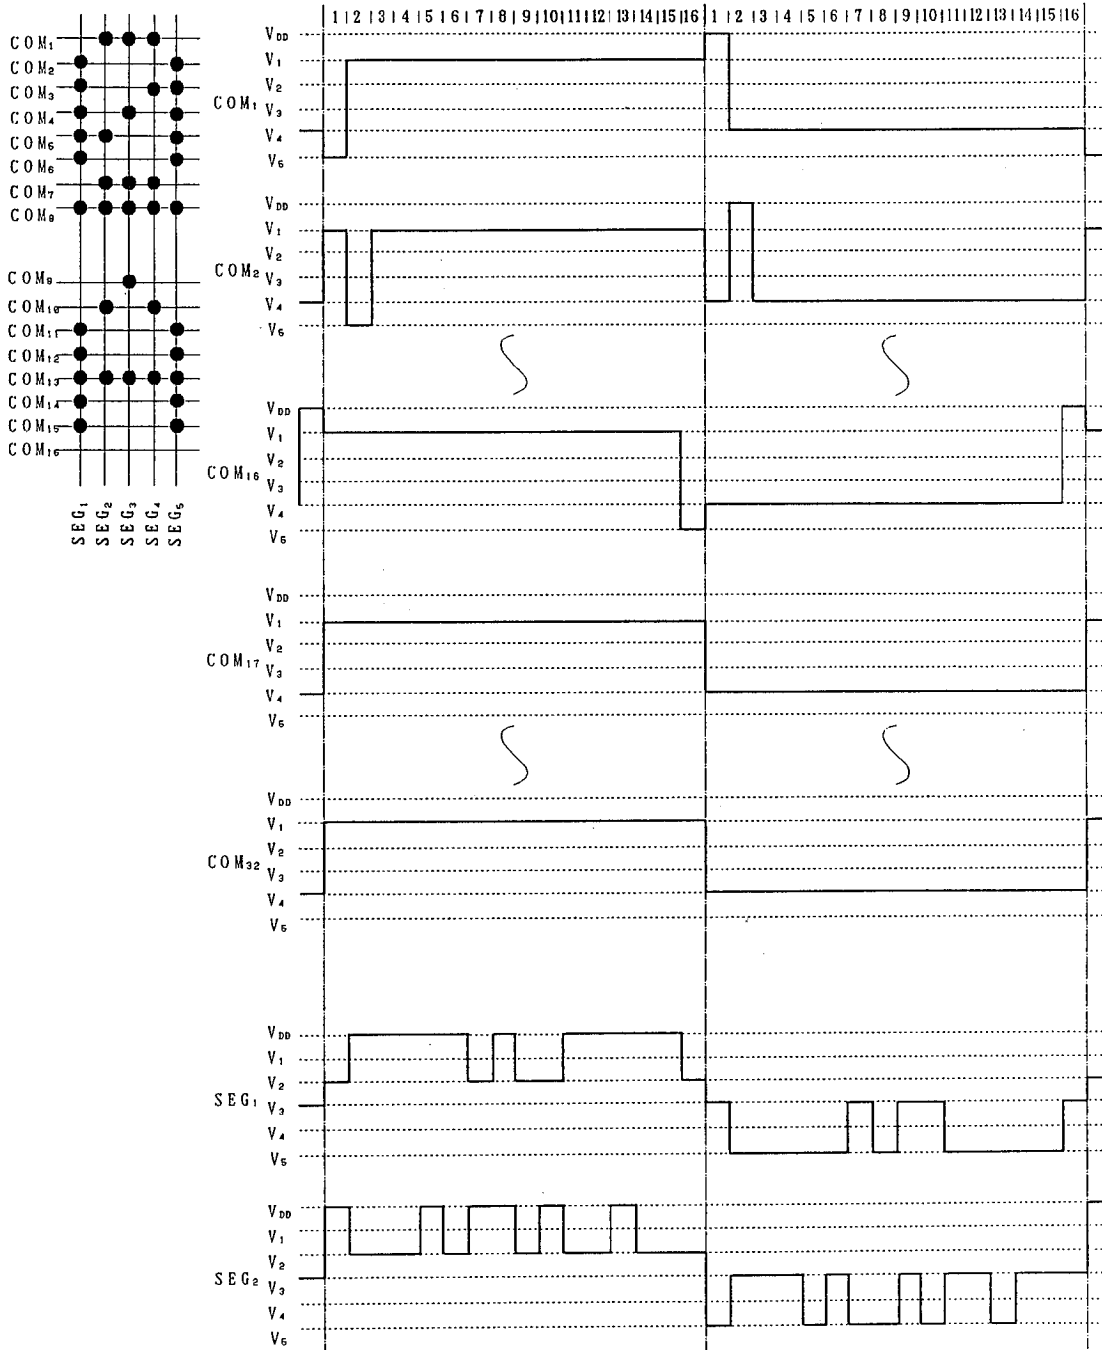 1 2 3 4 5 6 7 8 9 10 11 12 13 14 15 16 1 2 3 4 5 6 7 8 9 10 11 12 13 14 15 16
COM1
COM2
COM3
COM4
COM5
COM6
COM7
COM8
COM9
COM10
COM11
COM12
COM13
COM14
COM15
COM16
SEG1
SEG2
SEG3
SEG4
SEG5
COM1
VDD
V1
V2
V3
V4
V5
COM2
VDD
V1
V2
V3
V4
V5
COM16
VDD
V1
V2
V3
V4
V5
COM17
VDD
V1
V2
V3
V4
V5
COM32
VDD
V1
V2
V3
V4
V5
SEG1
VDD
V1
V2
V3
V4
V5
SEG2
VDD
V1
V2
V3
V4
V5